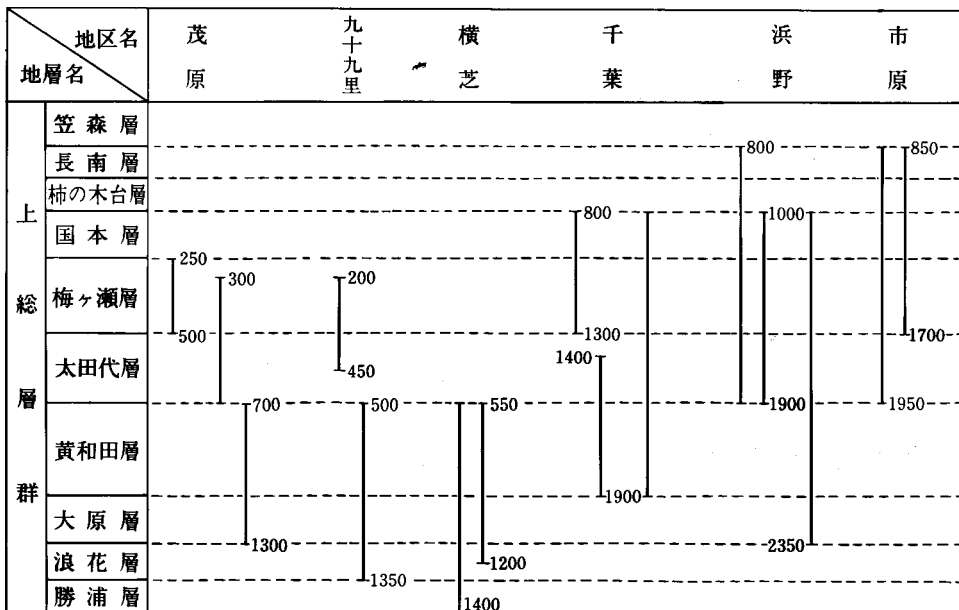 地区名
地層名
茂原
九十九里
横芝
千葉
浜野
市原
上総層群
笠森層
800
850
長南層
柿の木台層
800
1000
国本層
250
300
200
梅ヶ瀬層
500
1300
1700
1400
太田代層
450
700
500
550
1900
1950
黄和田層
1900
大原層
1300
2350
浪花層
1200
1350
勝浦層
1400